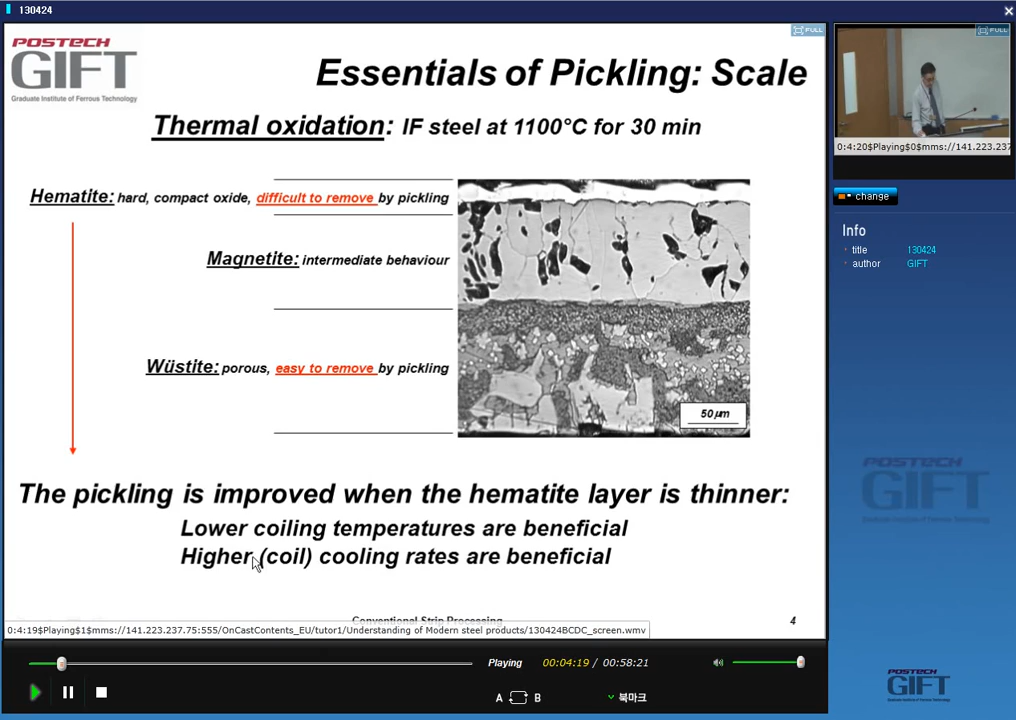 130424
FULL
POSTECH
GIFT
Graduate Institute of Ferrous Technology
Essentials of Pickling: Scale
Thermal oxidation: IF steel at 1100°C for 30 min
Hematite: hard, compact oxide, difficult to remove by pickling
Magnetite: intermediate behaviour
Wüstite: porous, easy to remove by pickling
50 µm
The pickling is improved when the hematite layer is thinner:
Lower coiling temperatures are beneficial
Higher (coil) cooling rates are beneficial
Conventional Strip Processing
4
0:4:19$Playing$1$mms://141.223.237.75:555/OnCastContents_EU/tutor1/Understanding of Modern steel products/130424BCDC_screen.wmv
FULL
0:4:20$Playing$0$mms://141.223.237
change
Info
title 130424
author GIFT
POSTECH
GIFT
Playing 00:04:19 / 00:58:21
A B 북마크
POSTECH
GIFT